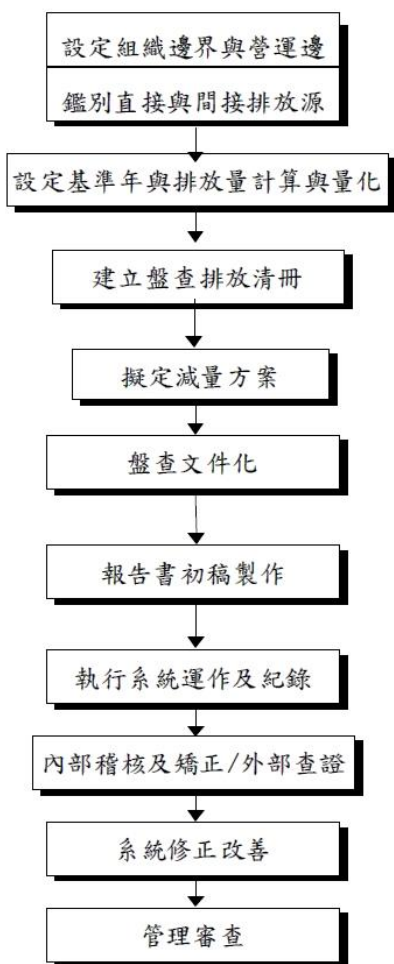 設定組織邊界與營運邊
鑑別直接與間接排放源
設定基準年與排放量計算與量化
建立盤查排放清冊
擬定減量方案
盤查文件化
報告書初稿製作
執行系統運作及紀錄
內部稽核及矯正/外部查證
系統修正改善
管理審查